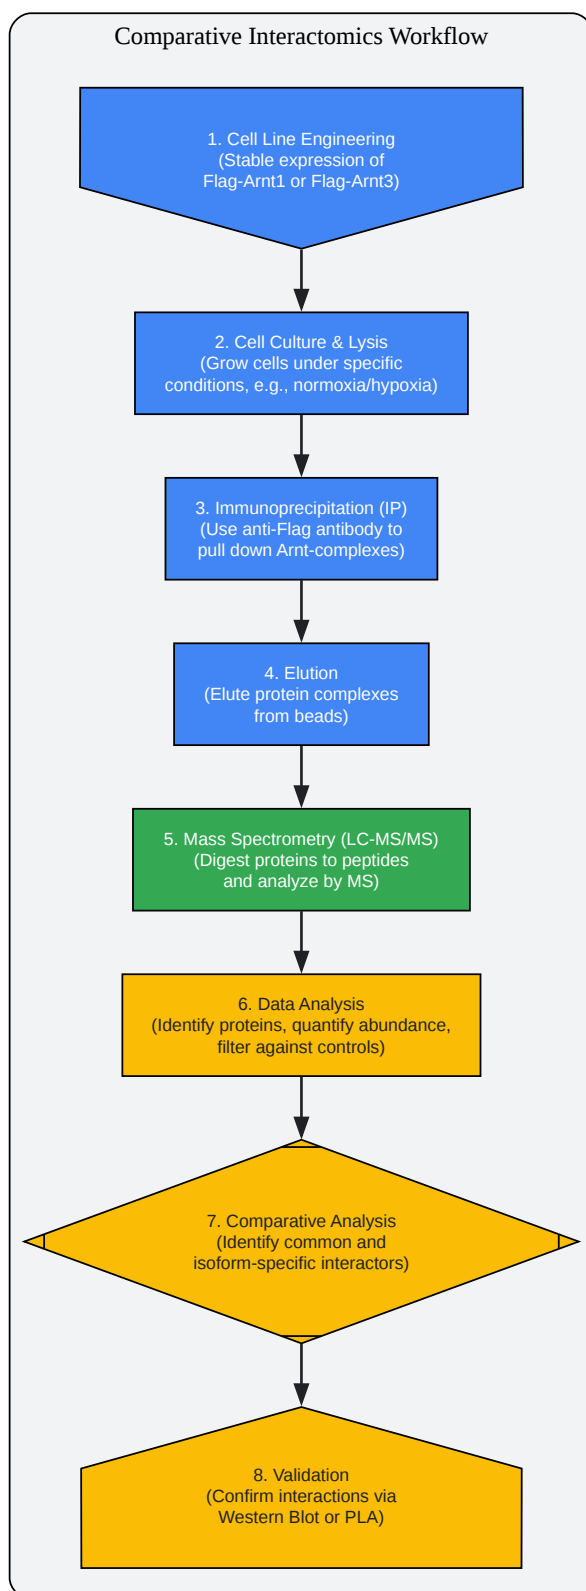 Comparative Interactomics Workflow
1. Cell Line Engineering
(Stable expression of
Flag-Arnt1 or Flag-Arnt3)
2. Cell Culture & Lysis
(Grow cells under specific
conditions, e.g., normoxia/hypoxia)
3. Immunoprecipitation (IP)
(Use anti-Flag antibody to
pull down Arnt-complexes)
4. Elution
(Elute protein complexes
from beads)
5. Mass Spectrometry (LC-MS/MS)
(Digest proteins to peptides
and analyze by MS)
6. Data Analysis
(Identify proteins, quantify abundance,
filter against controls)
7. Comparative Analysis
(Identify common and
isoform-specific interactors)
8. Validation
(Confirm interactions via
Western Blot or PLA)